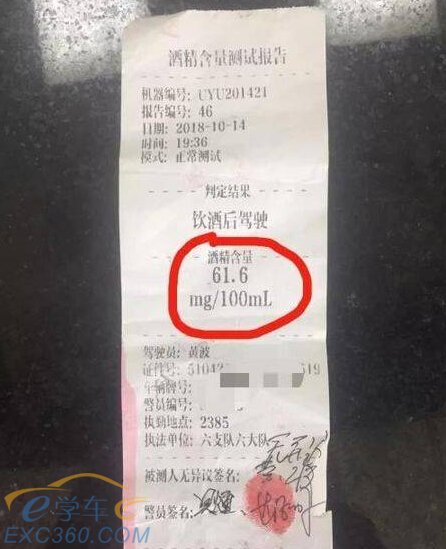 酒精含量测试报告
机器编号: UYU201421
报告编号: 46
日期: 2018-10-14
时间: 19:36
模式: 正常测试
判定结果
饮酒后驾驶
酒精含量
61.6
mg/100mL
驾驶员: 黄波
证件号: 5104 519
车辆牌号:
警员编号:
执勤地点: 2385
执法单位: 六支队六大队
被测人无异议签名:
警员签名:
e学车
EXC360.COM